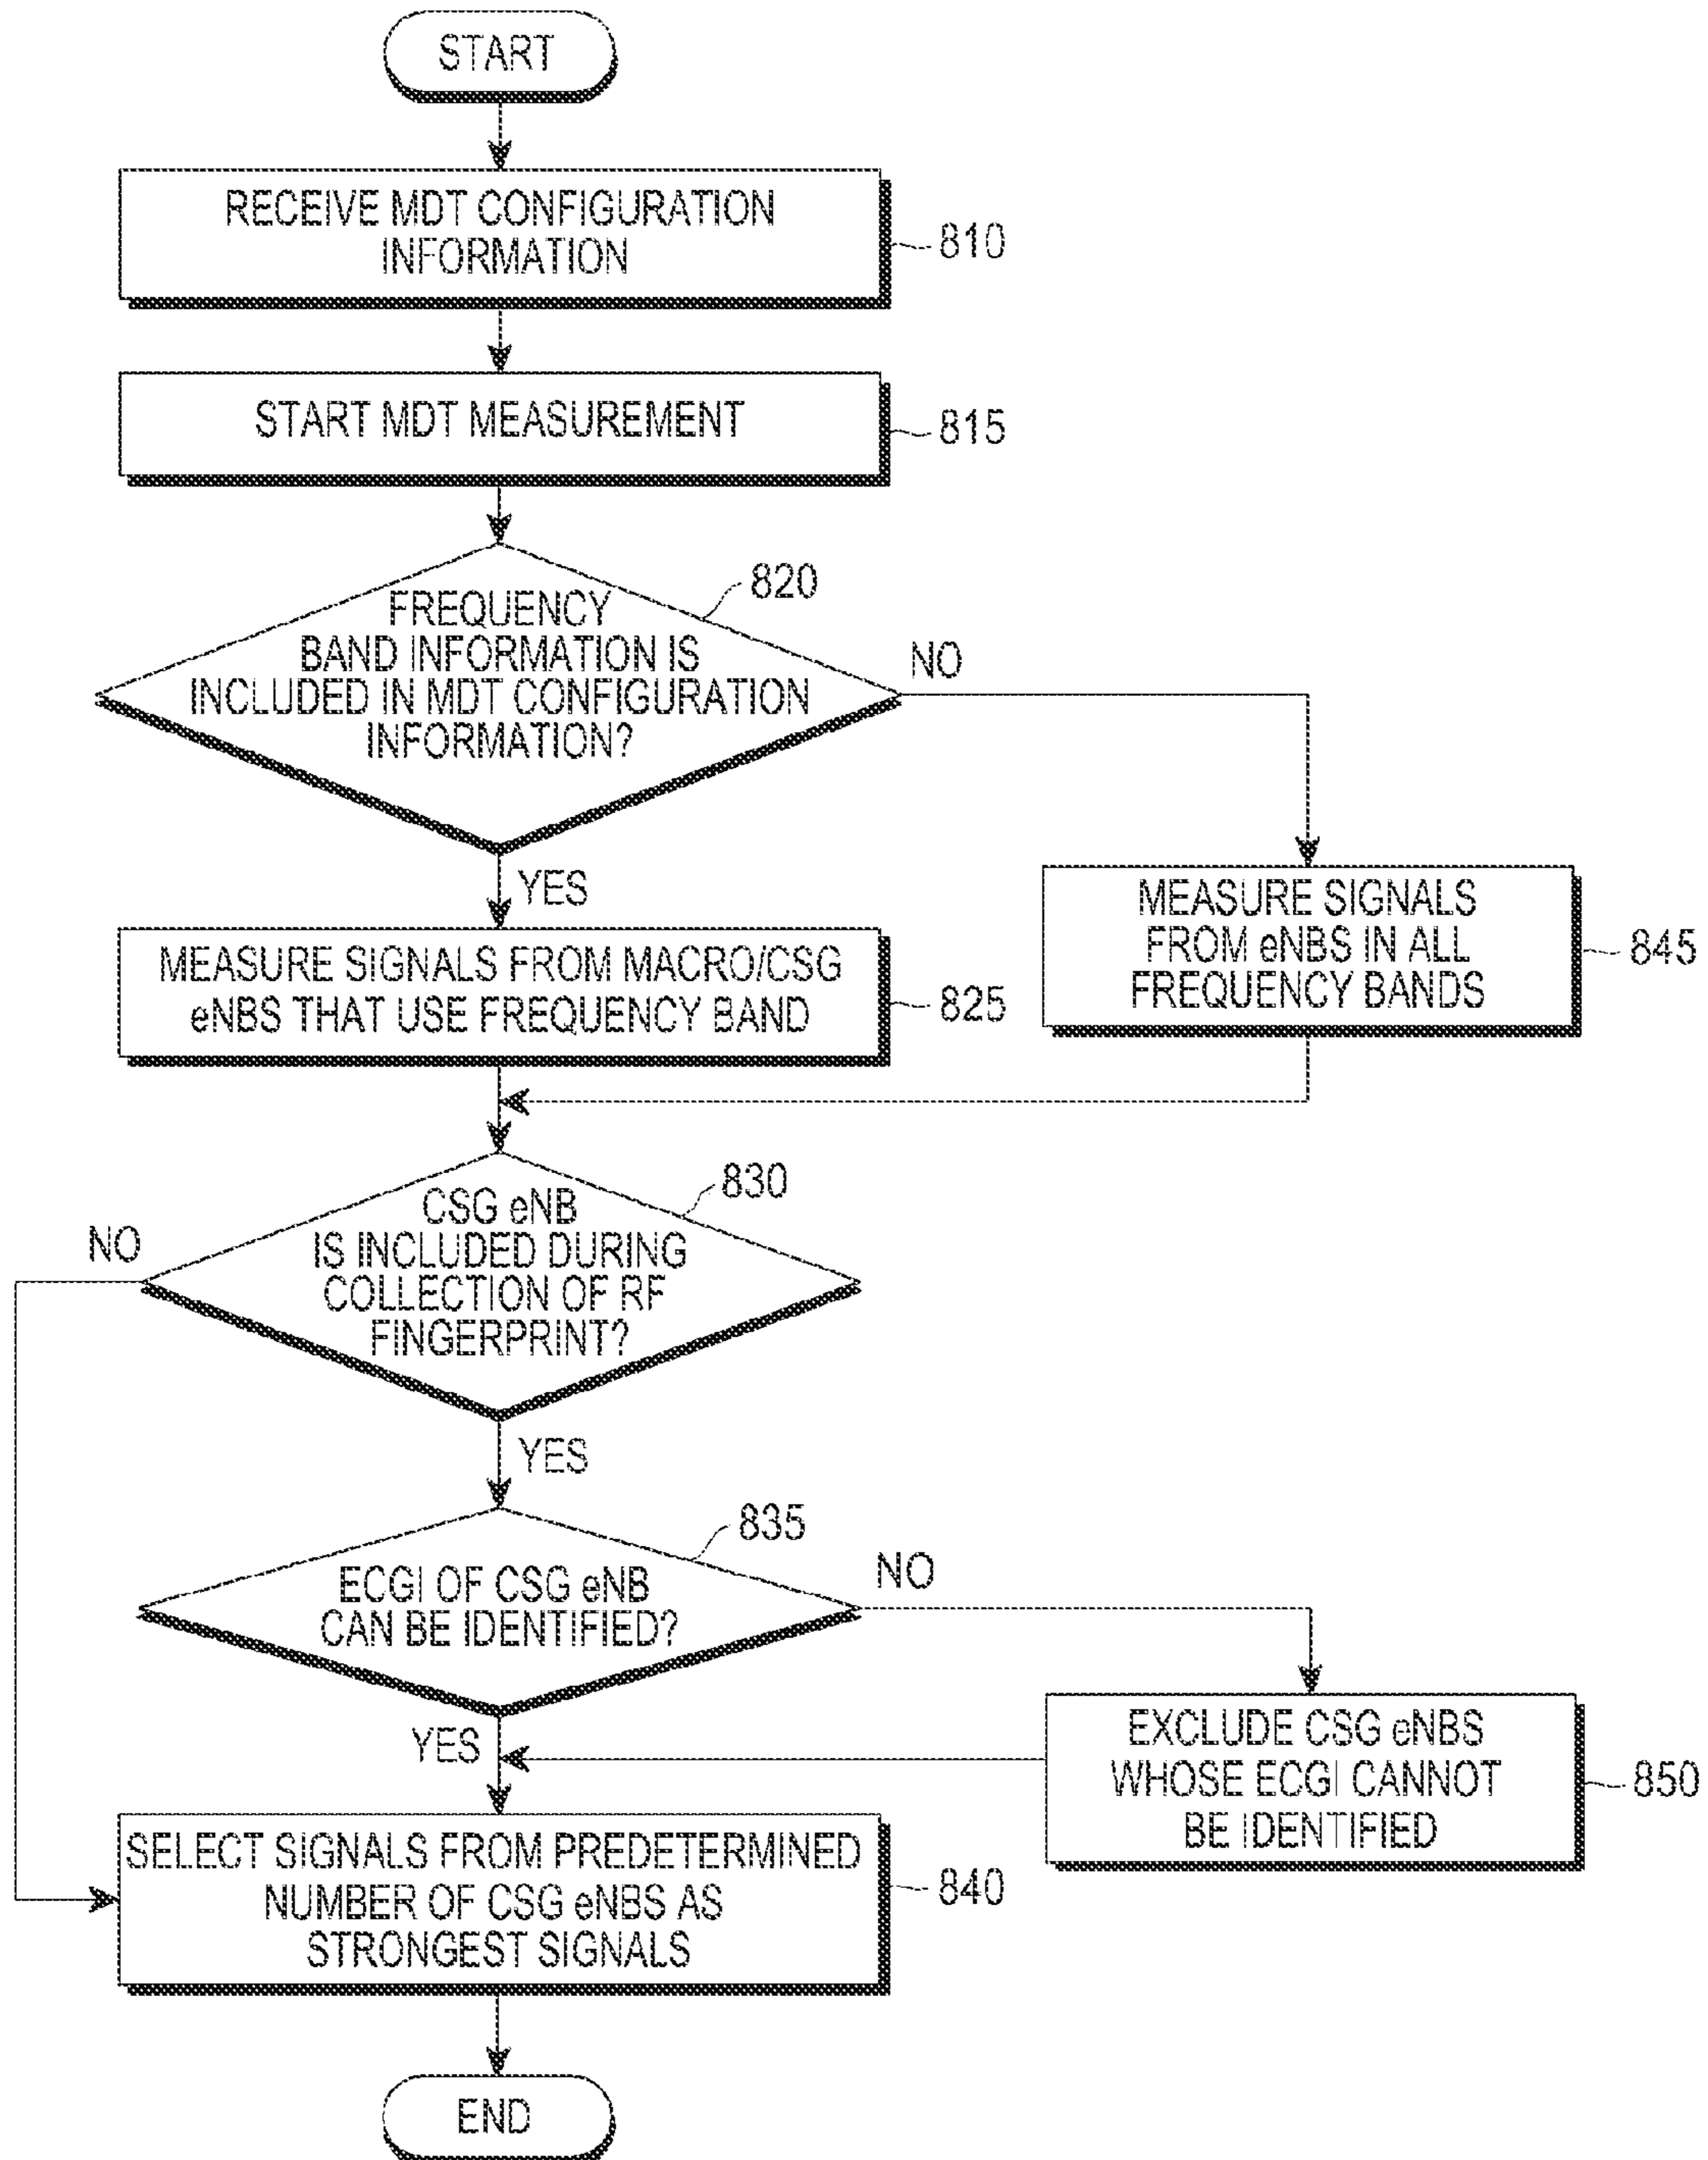 START
RECEIVE MDT CONFIGURATION
INFORMATION
810
START MDT MEASUREMENT
815
820
FREQUENCY
BAND INFORMATION IS
INCLUDED IN MDT CONFIGURATION
INFORMATION?
NO
YES
MEASURE SIGNALS FROM MACRO/CSG
eNBS THAT USE FREQUENCY BAND
825
MEASURE SIGNALS
FROM eNBS IN ALL
FREQUENCY BANDS
845
830
CSG eNB
IS INCLUDED DURING
COLLECTION OF RF
FINGERPRINT?
NO
YES
835
ECGI OF CSG eNB
CAN BE IDENTIFIED?
NO
YES
EXCLUDE CSG eNBS
WHOSE ECGI CANNOT
BE IDENTIFIED
850
SELECT SIGNALS FROM PREDETERMINED
NUMBER OF CSG eNBS AS
STRONGEST SIGNALS
840
END